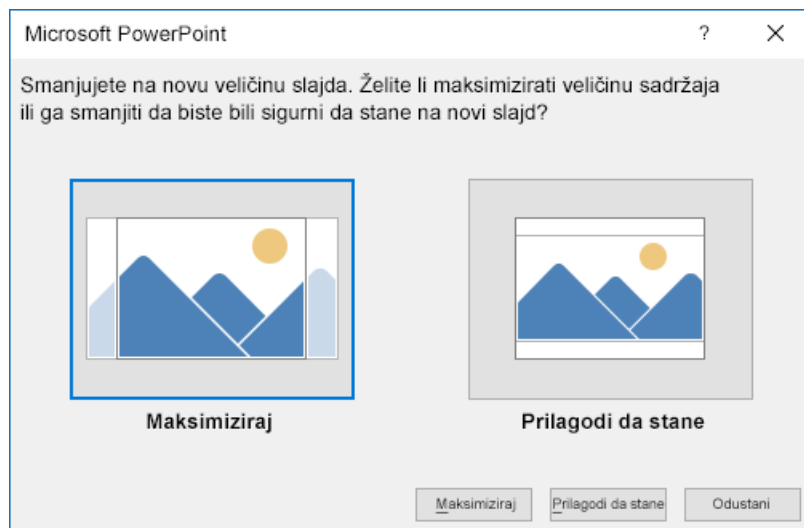 Microsoft PowerPoint
?
Smanjujete na novu veličinu slajda. Želite li maksimizirati veličinu sadržaja
ili ga smanjiti da biste bili sigurni da stane na novi slajd?
Maksimiziraj
Prilagodi da stane
Maksimiziraj
Prilagodi da stane
Odustani